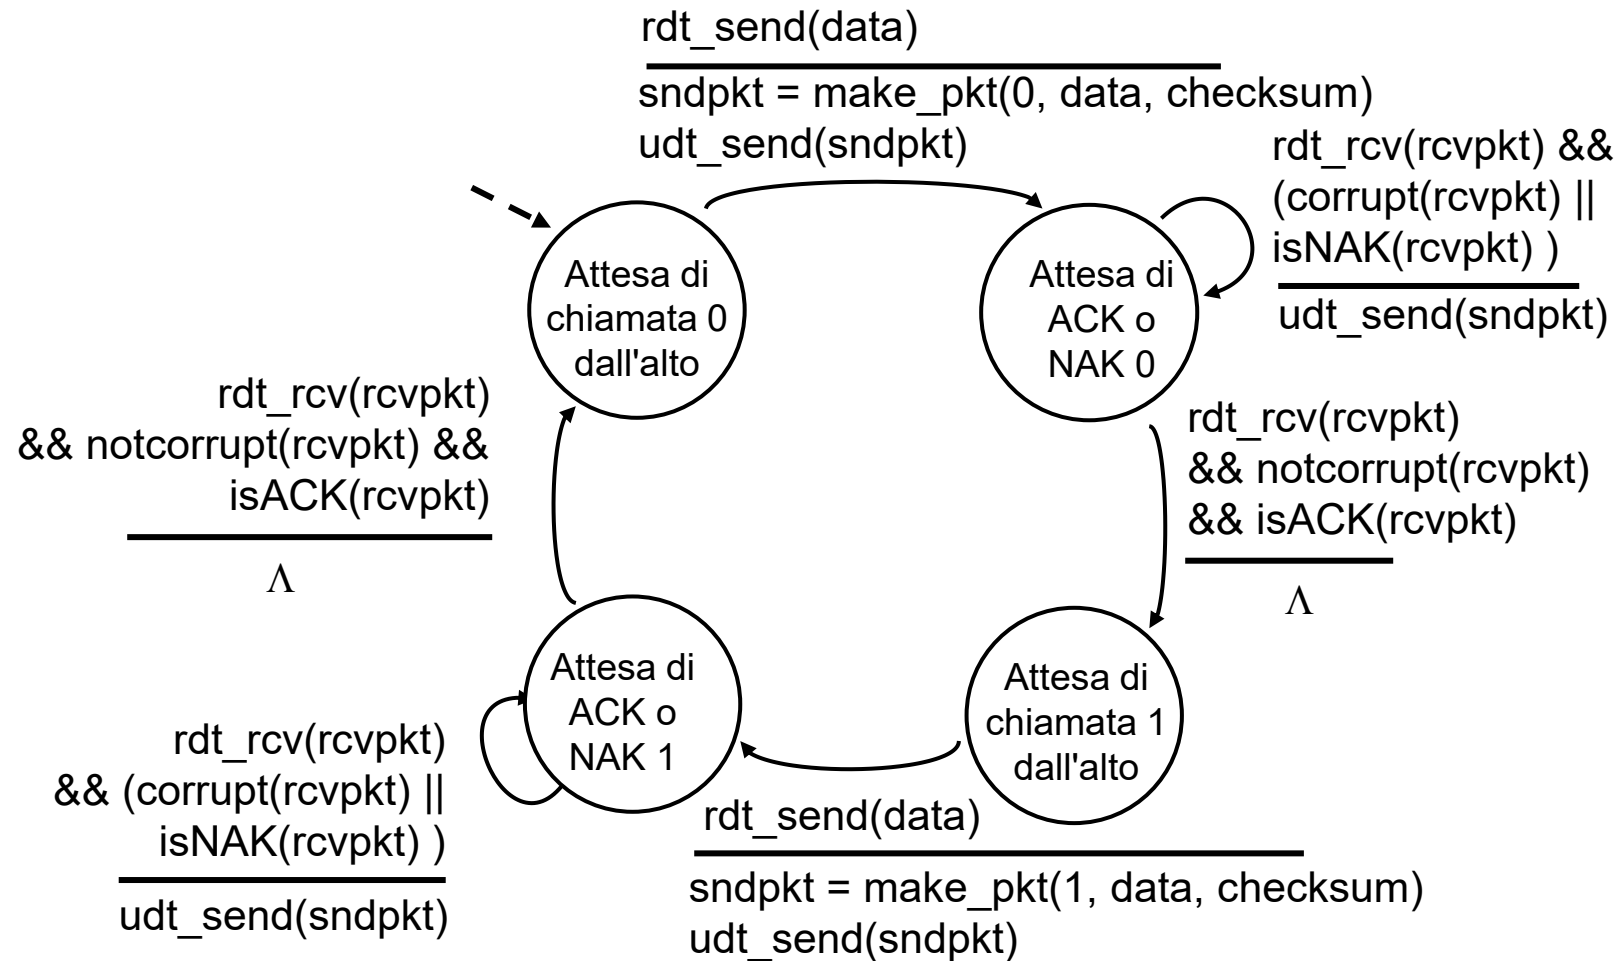 rdt_send(data)
sndpkt = make_pkt(0, data, checksum)
udt_send(sndpkt)
rdt_rcv(rcvpkt) &&
(corrupt(rcvpkt) ||
isNAK(rcvpkt) )
udt_send(sndpkt)
Attesa di
chiamata 0
dall'alto
Attesa di
ACK o
NAK 0
rdt_rcv(rcvpkt)
&& notcorrupt(rcvpkt) &&
isACK(rcvpkt)
Λ
rdt_rcv(rcvpkt)
&& notcorrupt(rcvpkt)
&& isACK(rcvpkt)
Λ
Attesa di
ACK o
NAK 1
Attesa di
chiamata 1
dall'alto
rdt_rcv(rcvpkt)
&& (corrupt(rcvpkt) ||
isNAK(rcvpkt) )
udt_send(sndpkt)
rdt_send(data)
sndpkt = make_pkt(1, data, checksum)
udt_send(sndpkt)